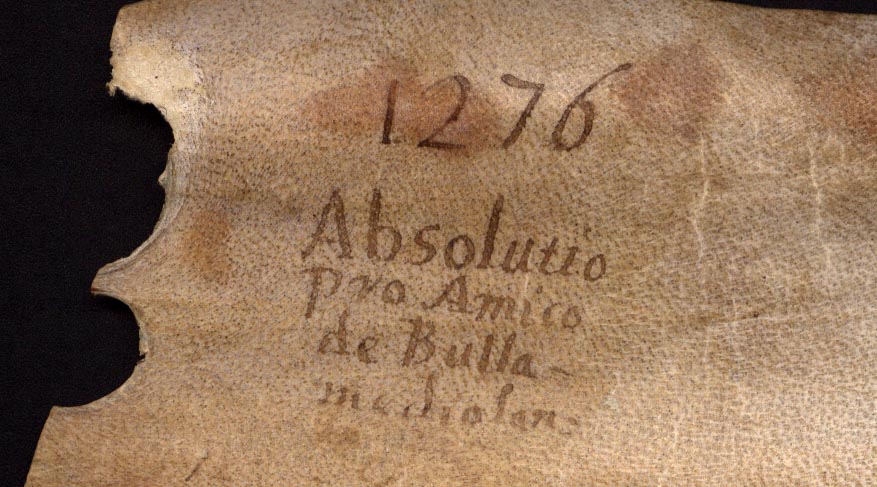 1276
Absolutio
pro Amico
de Bulla-
mediolan: